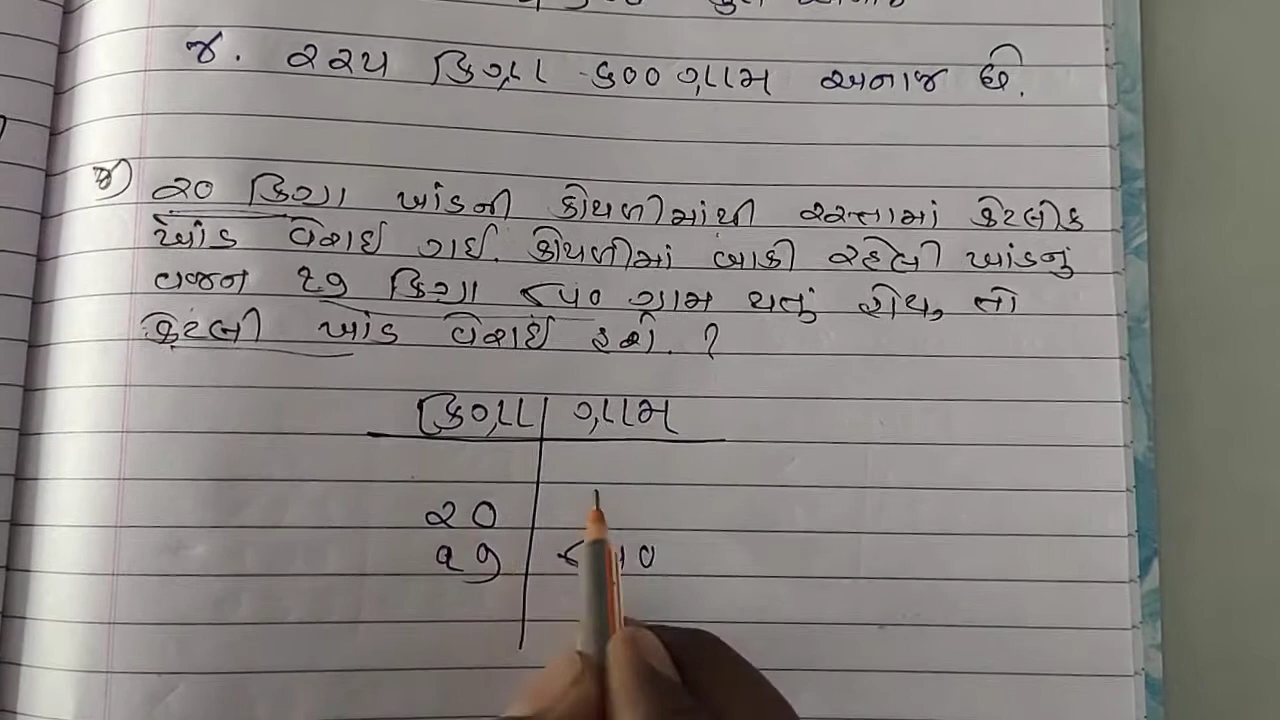 જ. ૨૨૫ કિગ્રા ૬૦૦ ગ્રામ અનાજ છે.
૪) ૨૦ કિગ્રા ખાંડની કોથળીમાંથી રસ્તામાં કેટલીક
ખાંડ વેરાઈ ગઈ. કોથળીમાં બાકી રહેલી ખાંડનું
વજન ૧૭ કિગ્રા ૮૫૦ ગ્રામ થતું હોય, તો
કેટલી ખાંડ વેરાઈ હશે. ?
કિગ્રા ગ્રામ
૨૦
૧૭